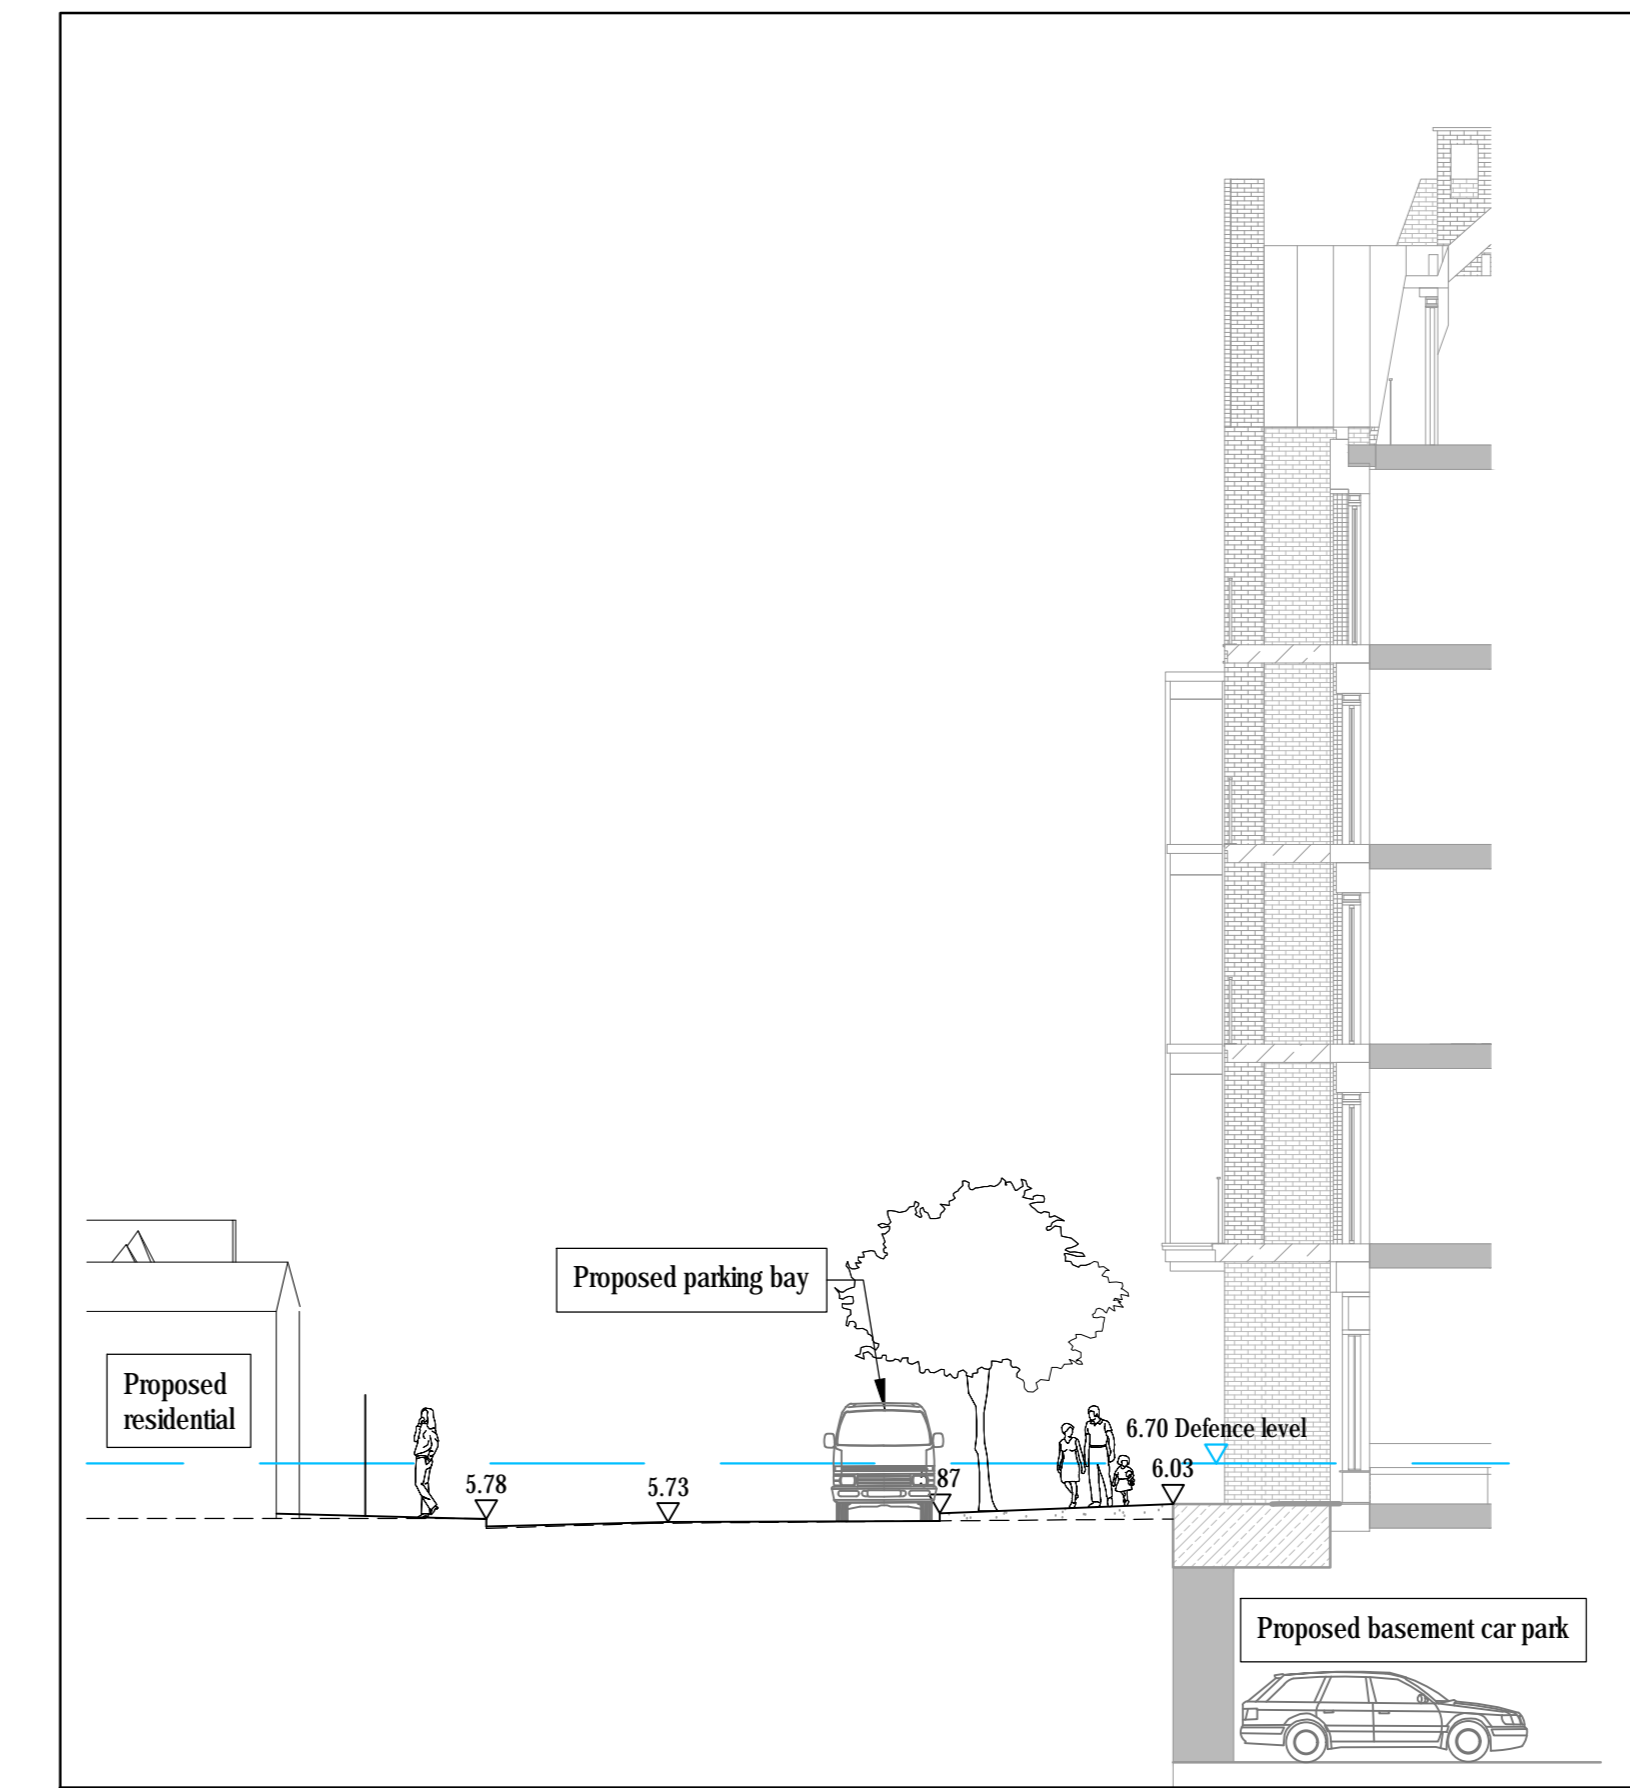 Proposed parking bay
Proposed
residential
6.70 Defence level
5.78
5.73
87
6.03
Proposed basement car park